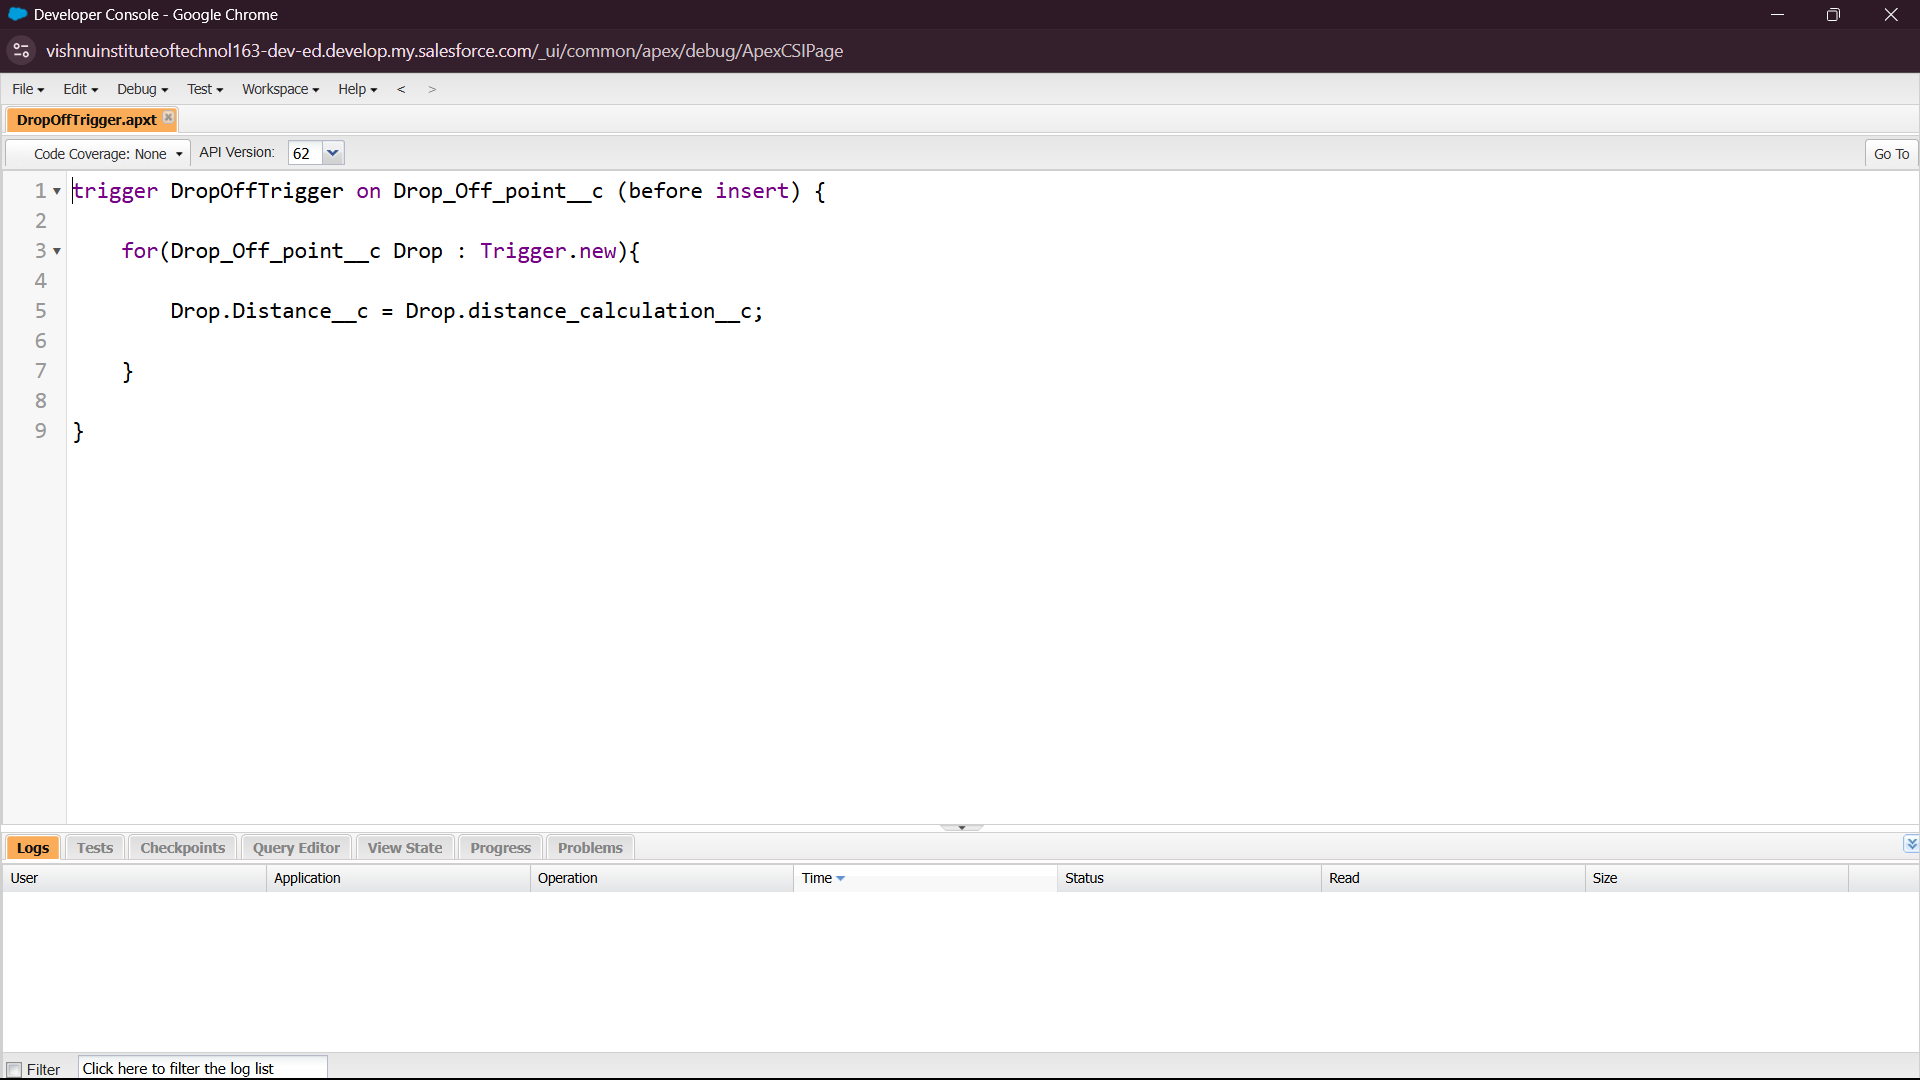 Developer Console - Google Chrome
vishnuinstituteoftechnol163-dev-ed.develop.my.salesforce.com/_ui/common/apex/debug/ApexCSIPage
File Edit Debug Test Workspace Help < >
DropOffTrigger.apxt
Code Coverage: None API Version: 62 Go To
1 trigger DropOffTrigger on Drop_Off_point__c (before insert) {
2
3 for(Drop_Off_point__c Drop : Trigger.new){
4
5 Drop.Distance__c = Drop.distance_calculation__c;
6
7 }
8
9 }
Logs Tests Checkpoints Query Editor View State Progress Problems
User Application Operation Time Status Read Size
Filter Click here to filter the log list